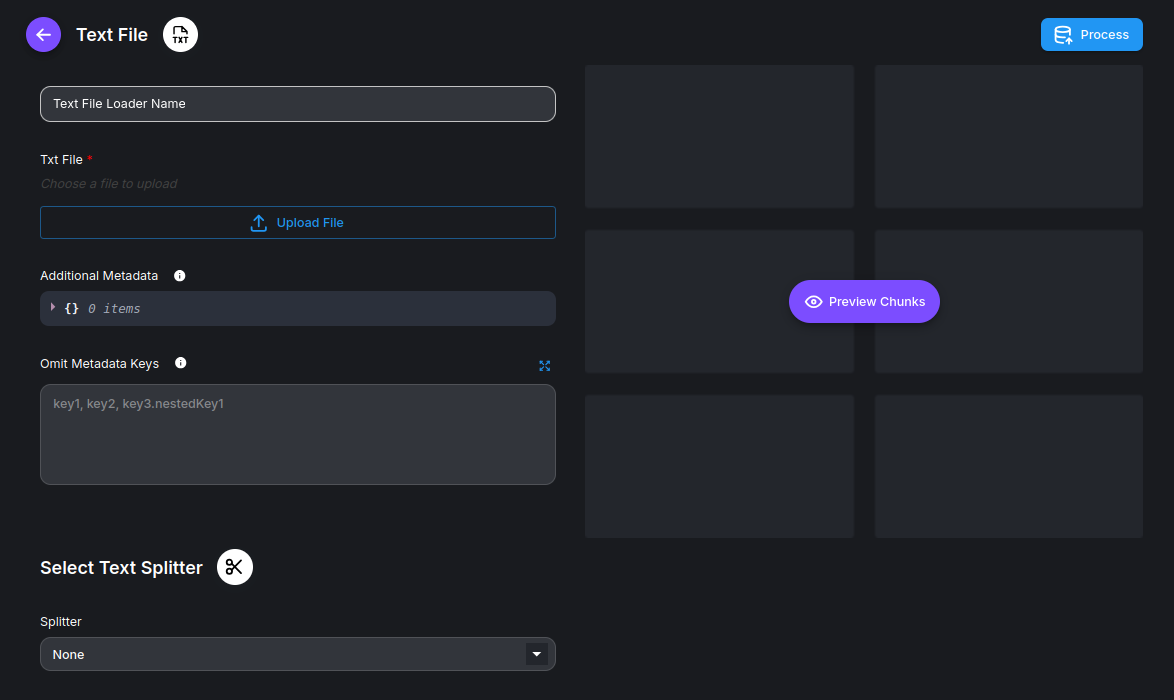 Text File
TXT
Process
Text File Loader Name
Txt File *
Choose a file to upload
Upload File
Additional Metadata
{} 0 items
Omit Metadata Keys
key1, key2, key3.nestedKey1
Preview Chunks
Select Text Splitter
Splitter
None